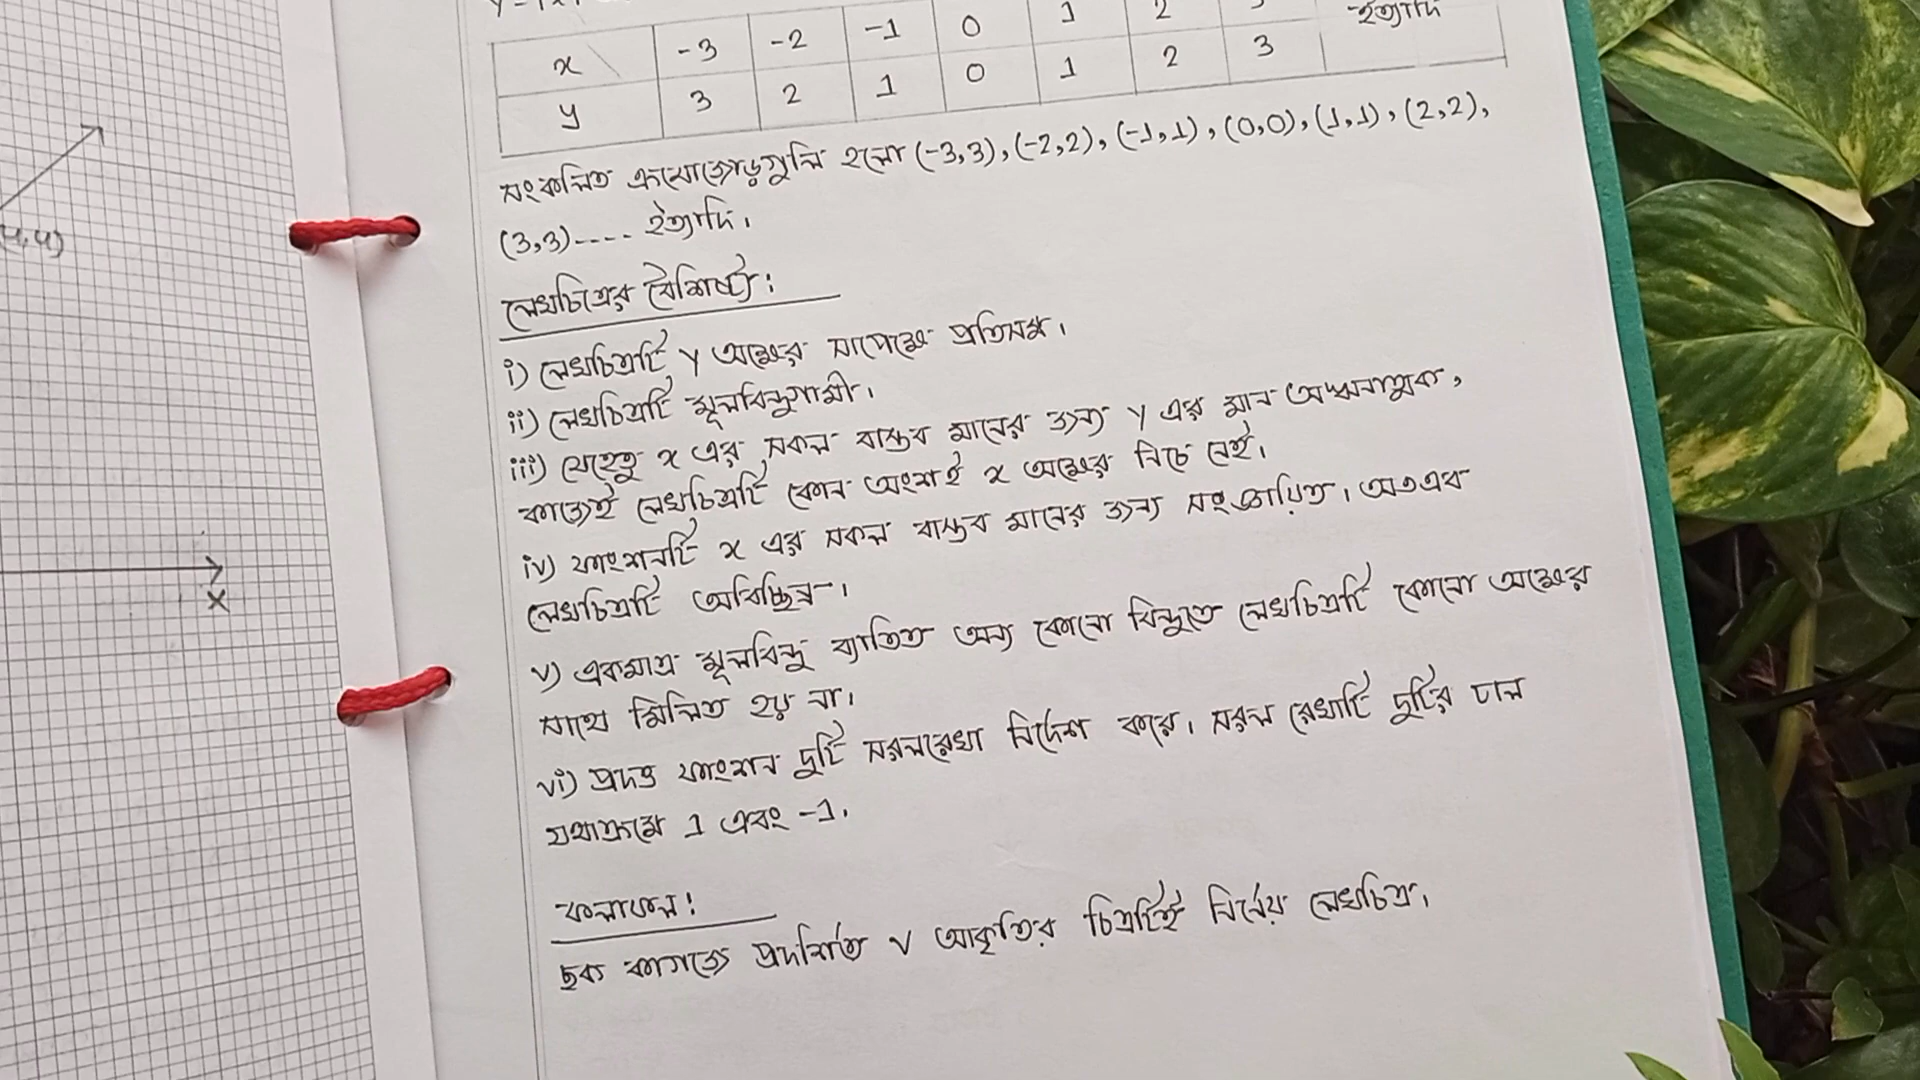 y = |x|
x -3 -2 -1 0 1 2 3 ইত্যাদি
y 3 2 1 0 1 2 3
সংকলিত ক্রমোজোড়গুলি হলো (-3,3), (-2,2), (-1,1), (0,0), (1,1), (2,2),
(3,3)---- ইত্যাদি।
লেখচিত্রের বৈশিষ্ট্য:
i) লেখচিত্রটি Y অক্ষের সাপেক্ষে প্রতিসম।
ii) লেখচিত্রটি মূলবিন্দুগামী।
iii) যেহেতু x এর সকল বাস্তব মানের জন্য Y এর মান অঋনাত্মক,
কাজেই লেখচিত্রটি কোন অংশই x অক্ষের নিচে নেই।
iv) ফাংশনটি x এর সকল বাস্তব মানের জন্য সংজ্ঞায়িত। অতএব
লেখচিত্রটি অবিচ্ছিন্ন।
v) একমাত্র মূলবিন্দু ব্যাতিত অন্য কোনো বিন্দুতে লেখচিত্রটি কোনো অক্ষের
সাথে মিলিত হয় না।
vi) প্রদত্ত ফাংশন দুটি সরলরেখা নির্দেশ করে। সরল রেখাটি দুটির ঢাল
যথাক্রমে 1 এবং -1.
ফলাফল:
ছক কাগজে প্রদর্শিত V আকৃতির চিত্রটিই নির্নেয় লেখচিত্র।
(4,4)
X